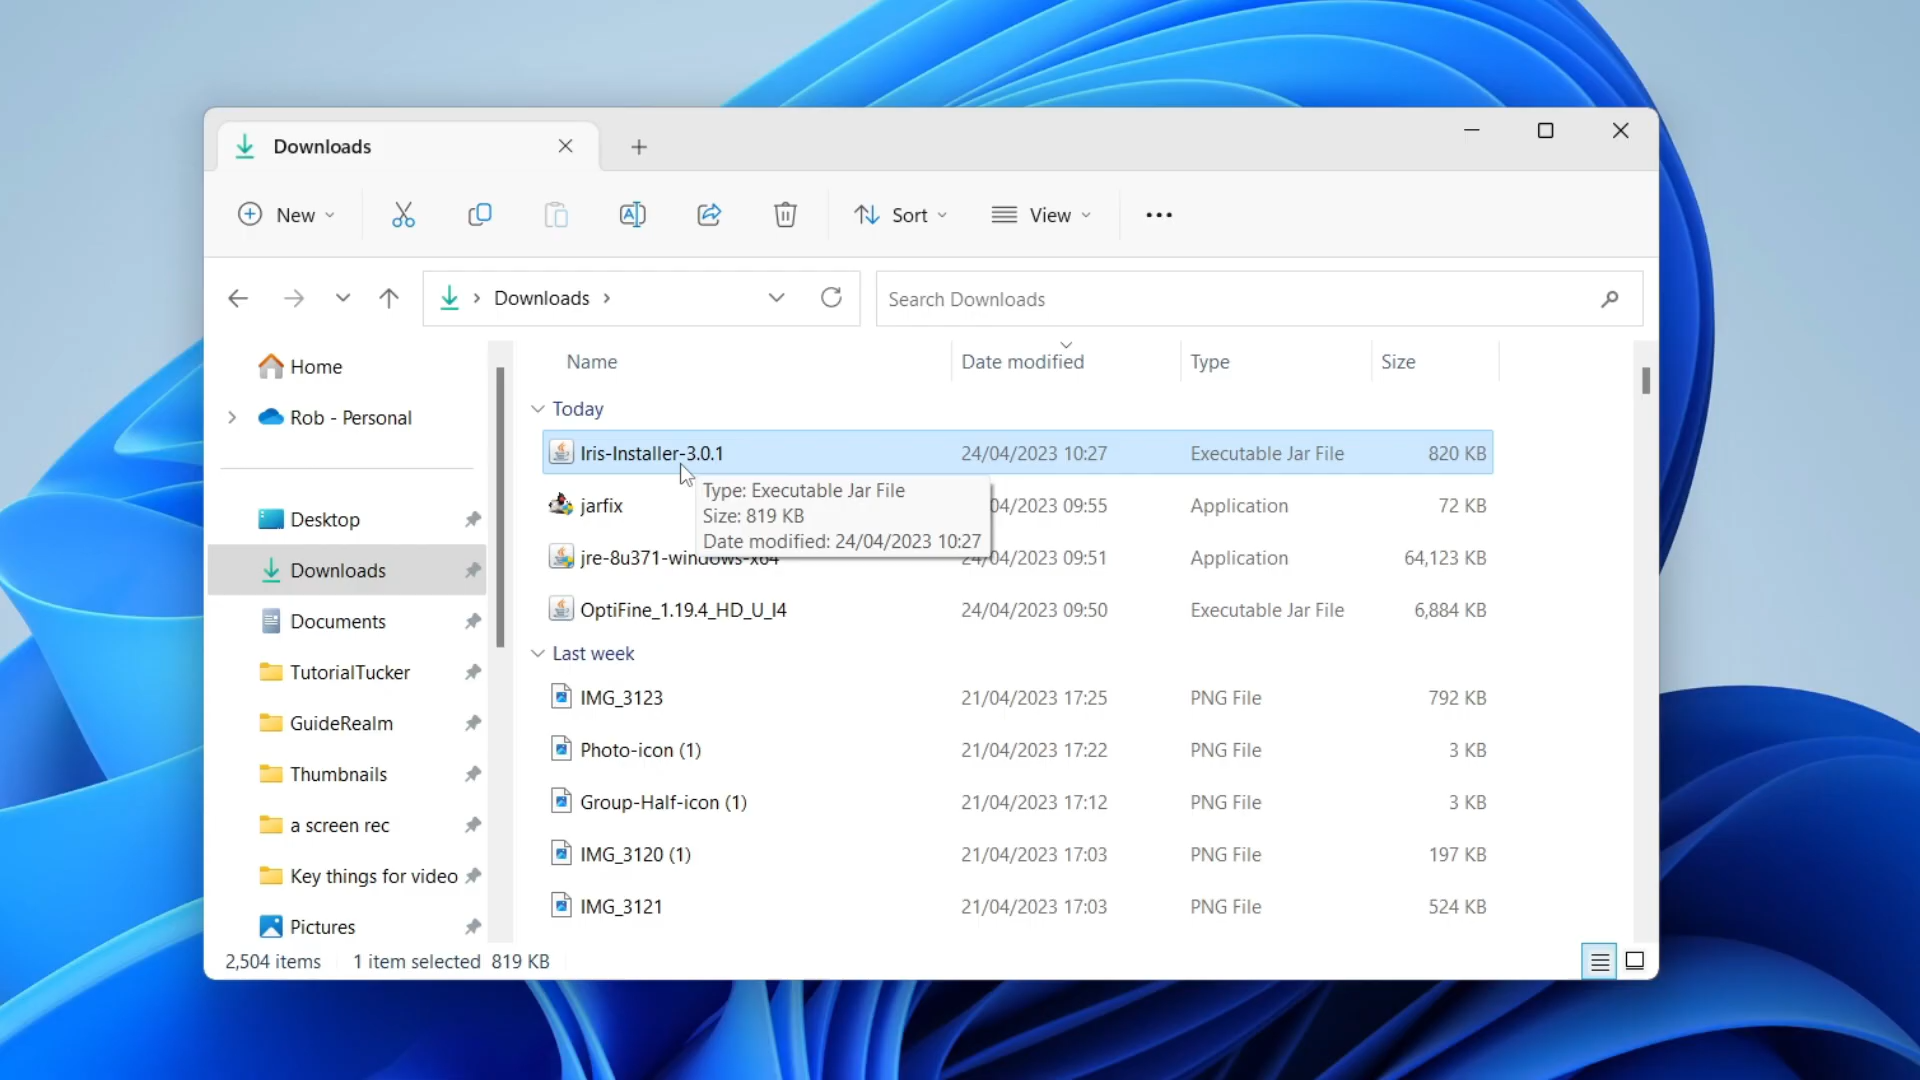 Downloads
New
Sort
View
Downloads
Search Downloads
Home
Rob - Personal
Desktop
Downloads
Documents
TutorialTucker
GuideRealm
Thumbnails
a screen rec
Key things for video
Pictures
Name Date modified Type Size
Today
Iris-Installer-3.0.1 24/04/2023 10:27 Executable Jar File 820 KB
jarfix 04/2023 09:55 Application 72 KB
Type: Executable Jar File
Size: 819 KB
Date modified: 24/04/2023 10:27
jre-8u371-windows-x64 24/04/2023 09:51 Application 64,123 KB
OptiFine_1.19.4_HD_U_I4 24/04/2023 09:50 Executable Jar File 6,884 KB
Last week
IMG_3123 21/04/2023 17:25 PNG File 792 KB
Photo-icon (1) 21/04/2023 17:22 PNG File 3 KB
Group-Half-icon (1) 21/04/2023 17:12 PNG File 3 KB
IMG_3120 (1) 21/04/2023 17:03 PNG File 197 KB
IMG_3121 21/04/2023 17:03 PNG File 524 KB
2,504 items 1 item selected 819 KB